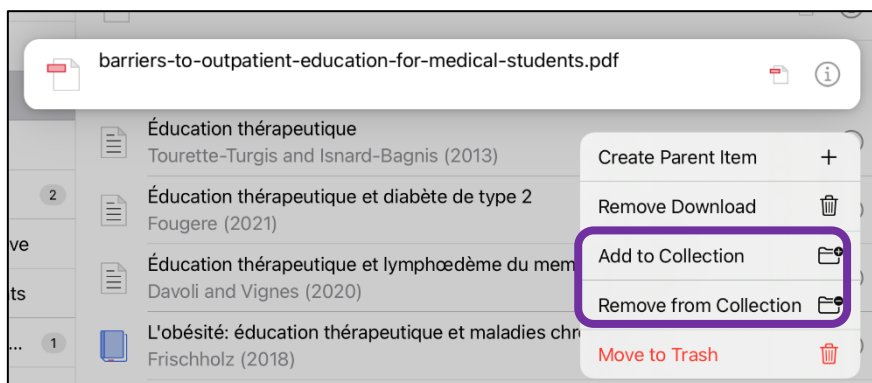 barriers-to-outpatient-education-for-medical-students.pdf
Éducation thérapeutique
Tourette-Turgis and Isnard-Bagnis (2013)
Create Parent Item
2
Éducation thérapeutique et diabète de type 2
Remove Download
Fougere (2021)
ve
Add to Collection
Éducation thérapeutique et lymphœdème du mem
ts
Davoli and Vignes (2020)
Remove from Collection
... 1
L'obésité: éducation thérapeutique et maladies chr
Move to Trash
Frischholz (2018)